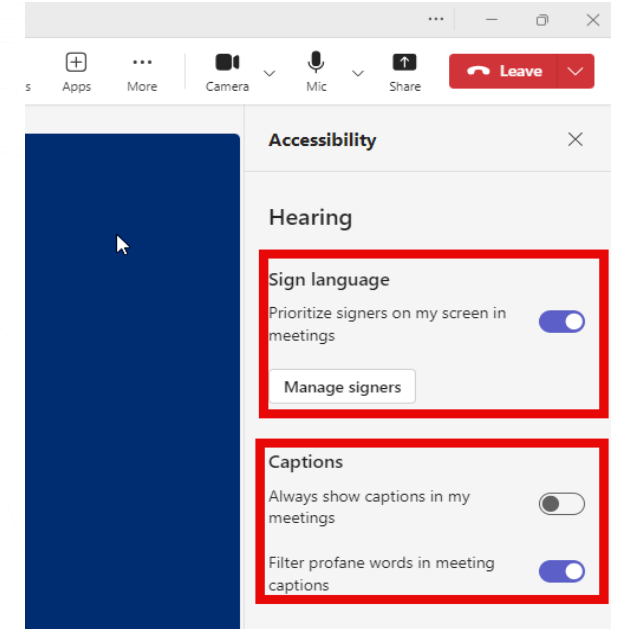 s Apps More Camera Mic Share Leave
Accessibility
Hearing
Sign language
Prioritize signers on my screen in
meetings
Manage signers
Captions
Always show captions in my
meetings
Filter profane words in meeting
captions